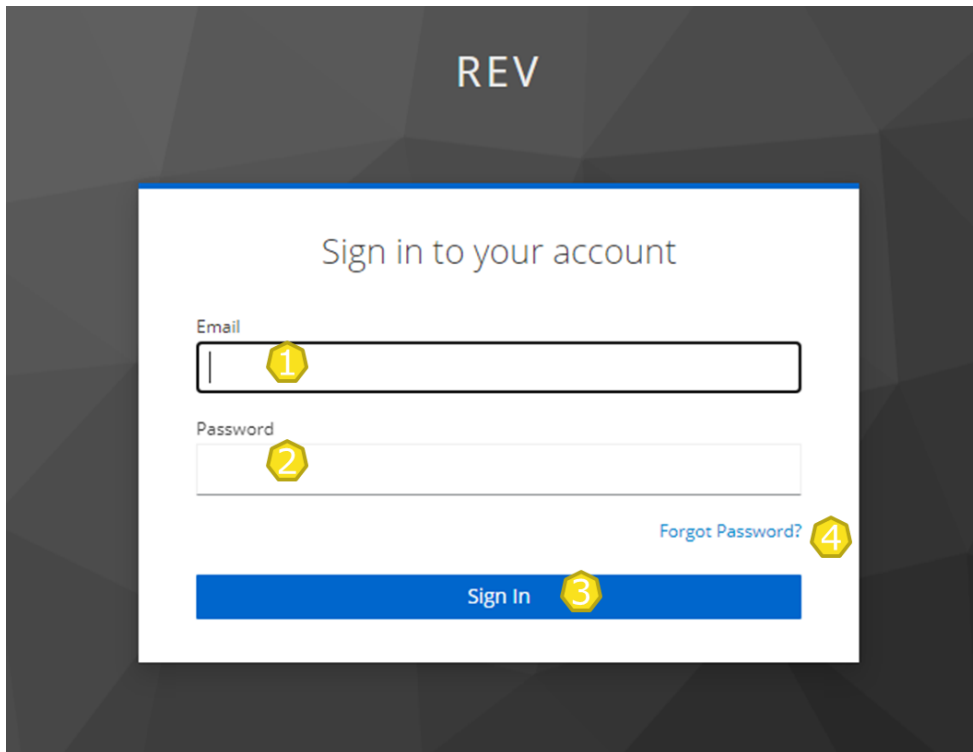 REV
Sign in to your account
Email
1
Password
2
Forgot Password? 4
Sign In 3